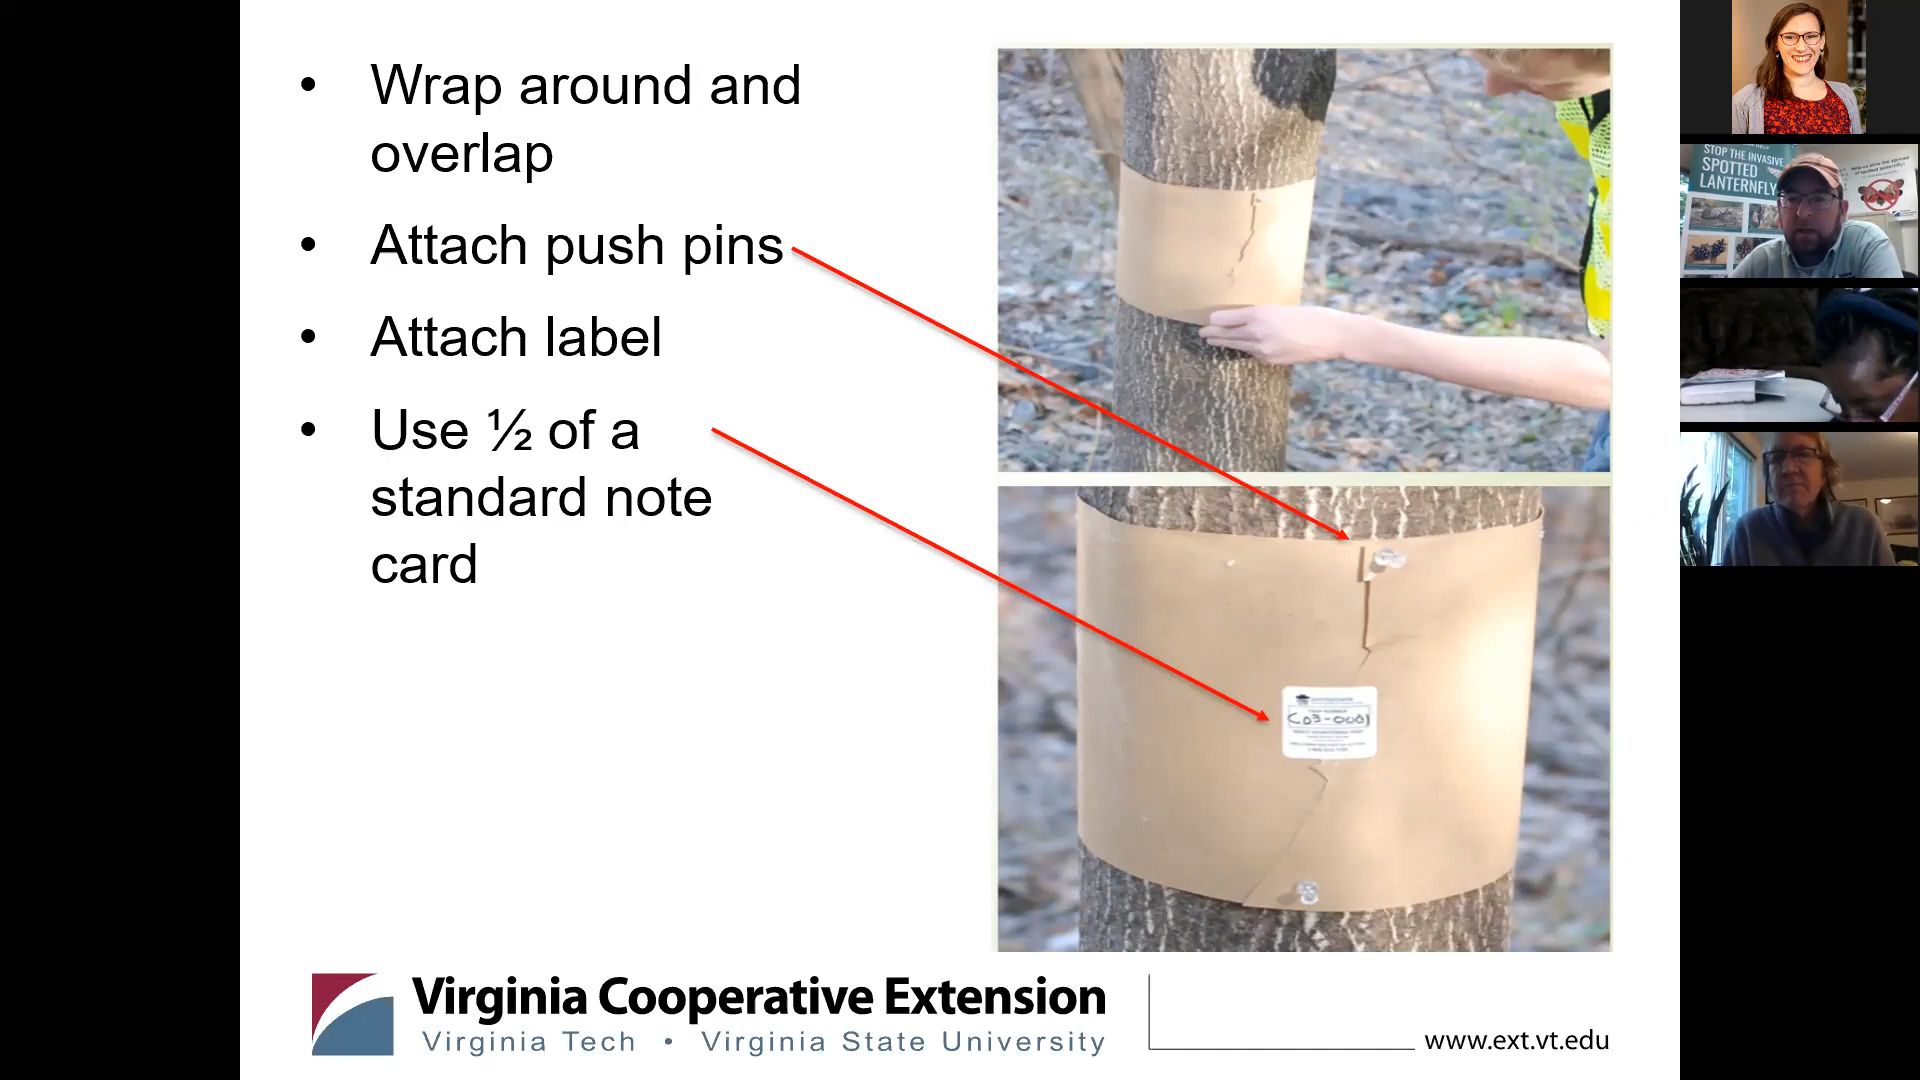 Wrap around and
overlap
Attach push pins
Attach label
Use ½ of a
standard note
card
C03-0001
Virginia Cooperative Extension
Virginia Tech • Virginia State University
www.ext.vt.edu
STOP THE INVASIVE
SPOTTED
LANTERNFLY